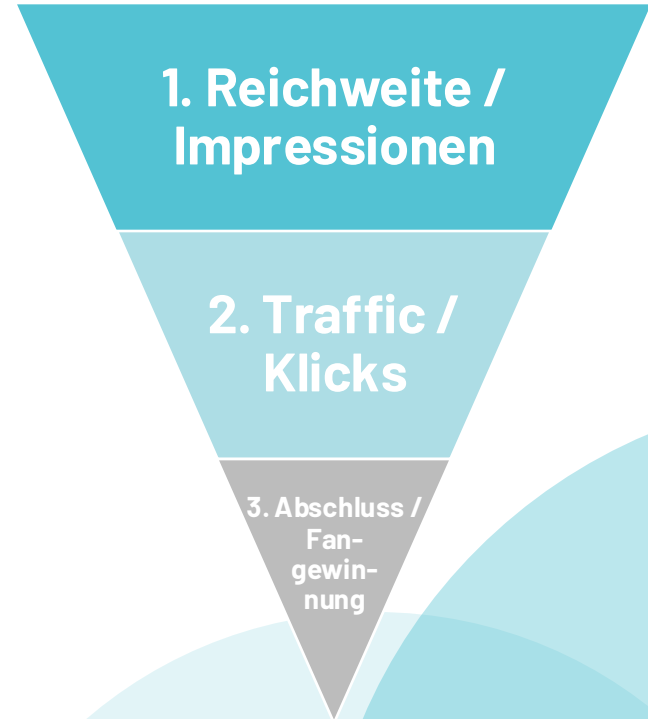 1. Reichweite /
Impressionen
2. Traffic /
Klicks
3. Abschluss /
Fan-
gewin-
nung